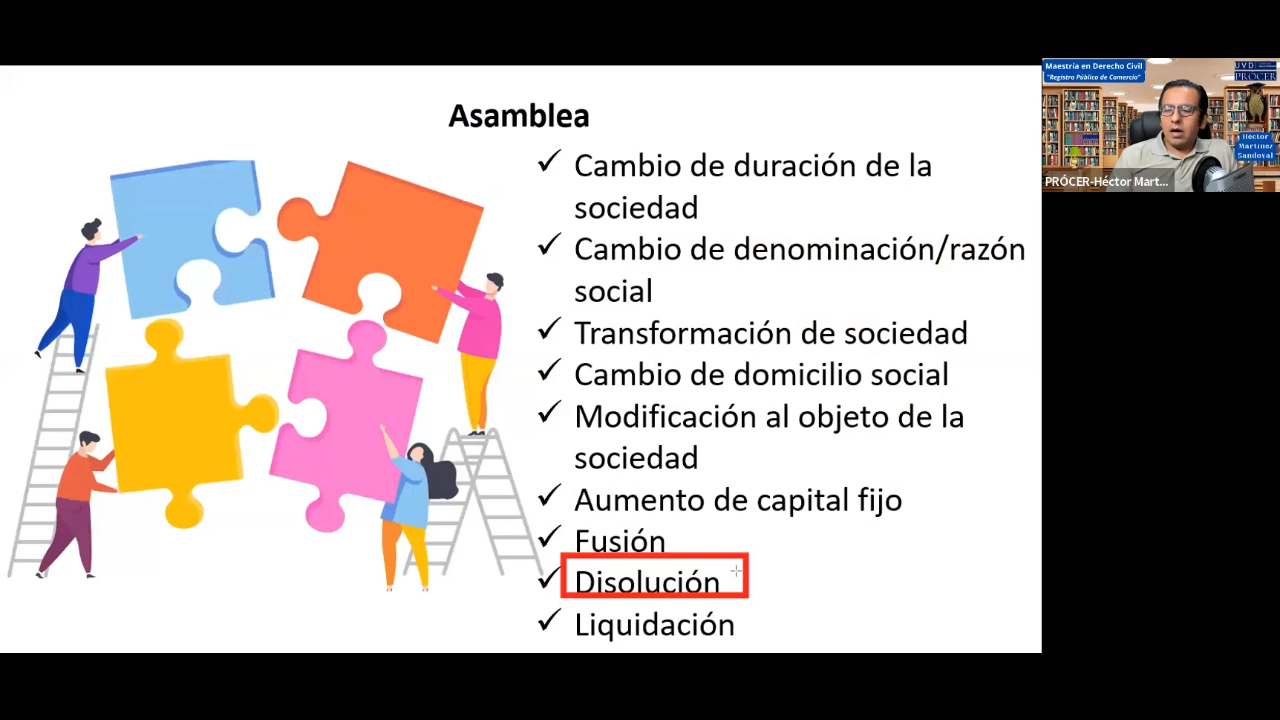 Asamblea
✓ Cambio de duración de la
sociedad
✓ Cambio de denominación/razón
social
✓ Transformación de sociedad
✓ Cambio de domicilio social
✓ Modificación al objeto de la
sociedad
✓ Aumento de capital fijo
✓ Fusión
✓ Disolución
✓ Liquidación
Maestría en Derecho Civil
"Registro Público de Comercio"
UVD
PRÓCER
Héctor
Martínez
Sandoval
PRÓCER-Héctor Mart...